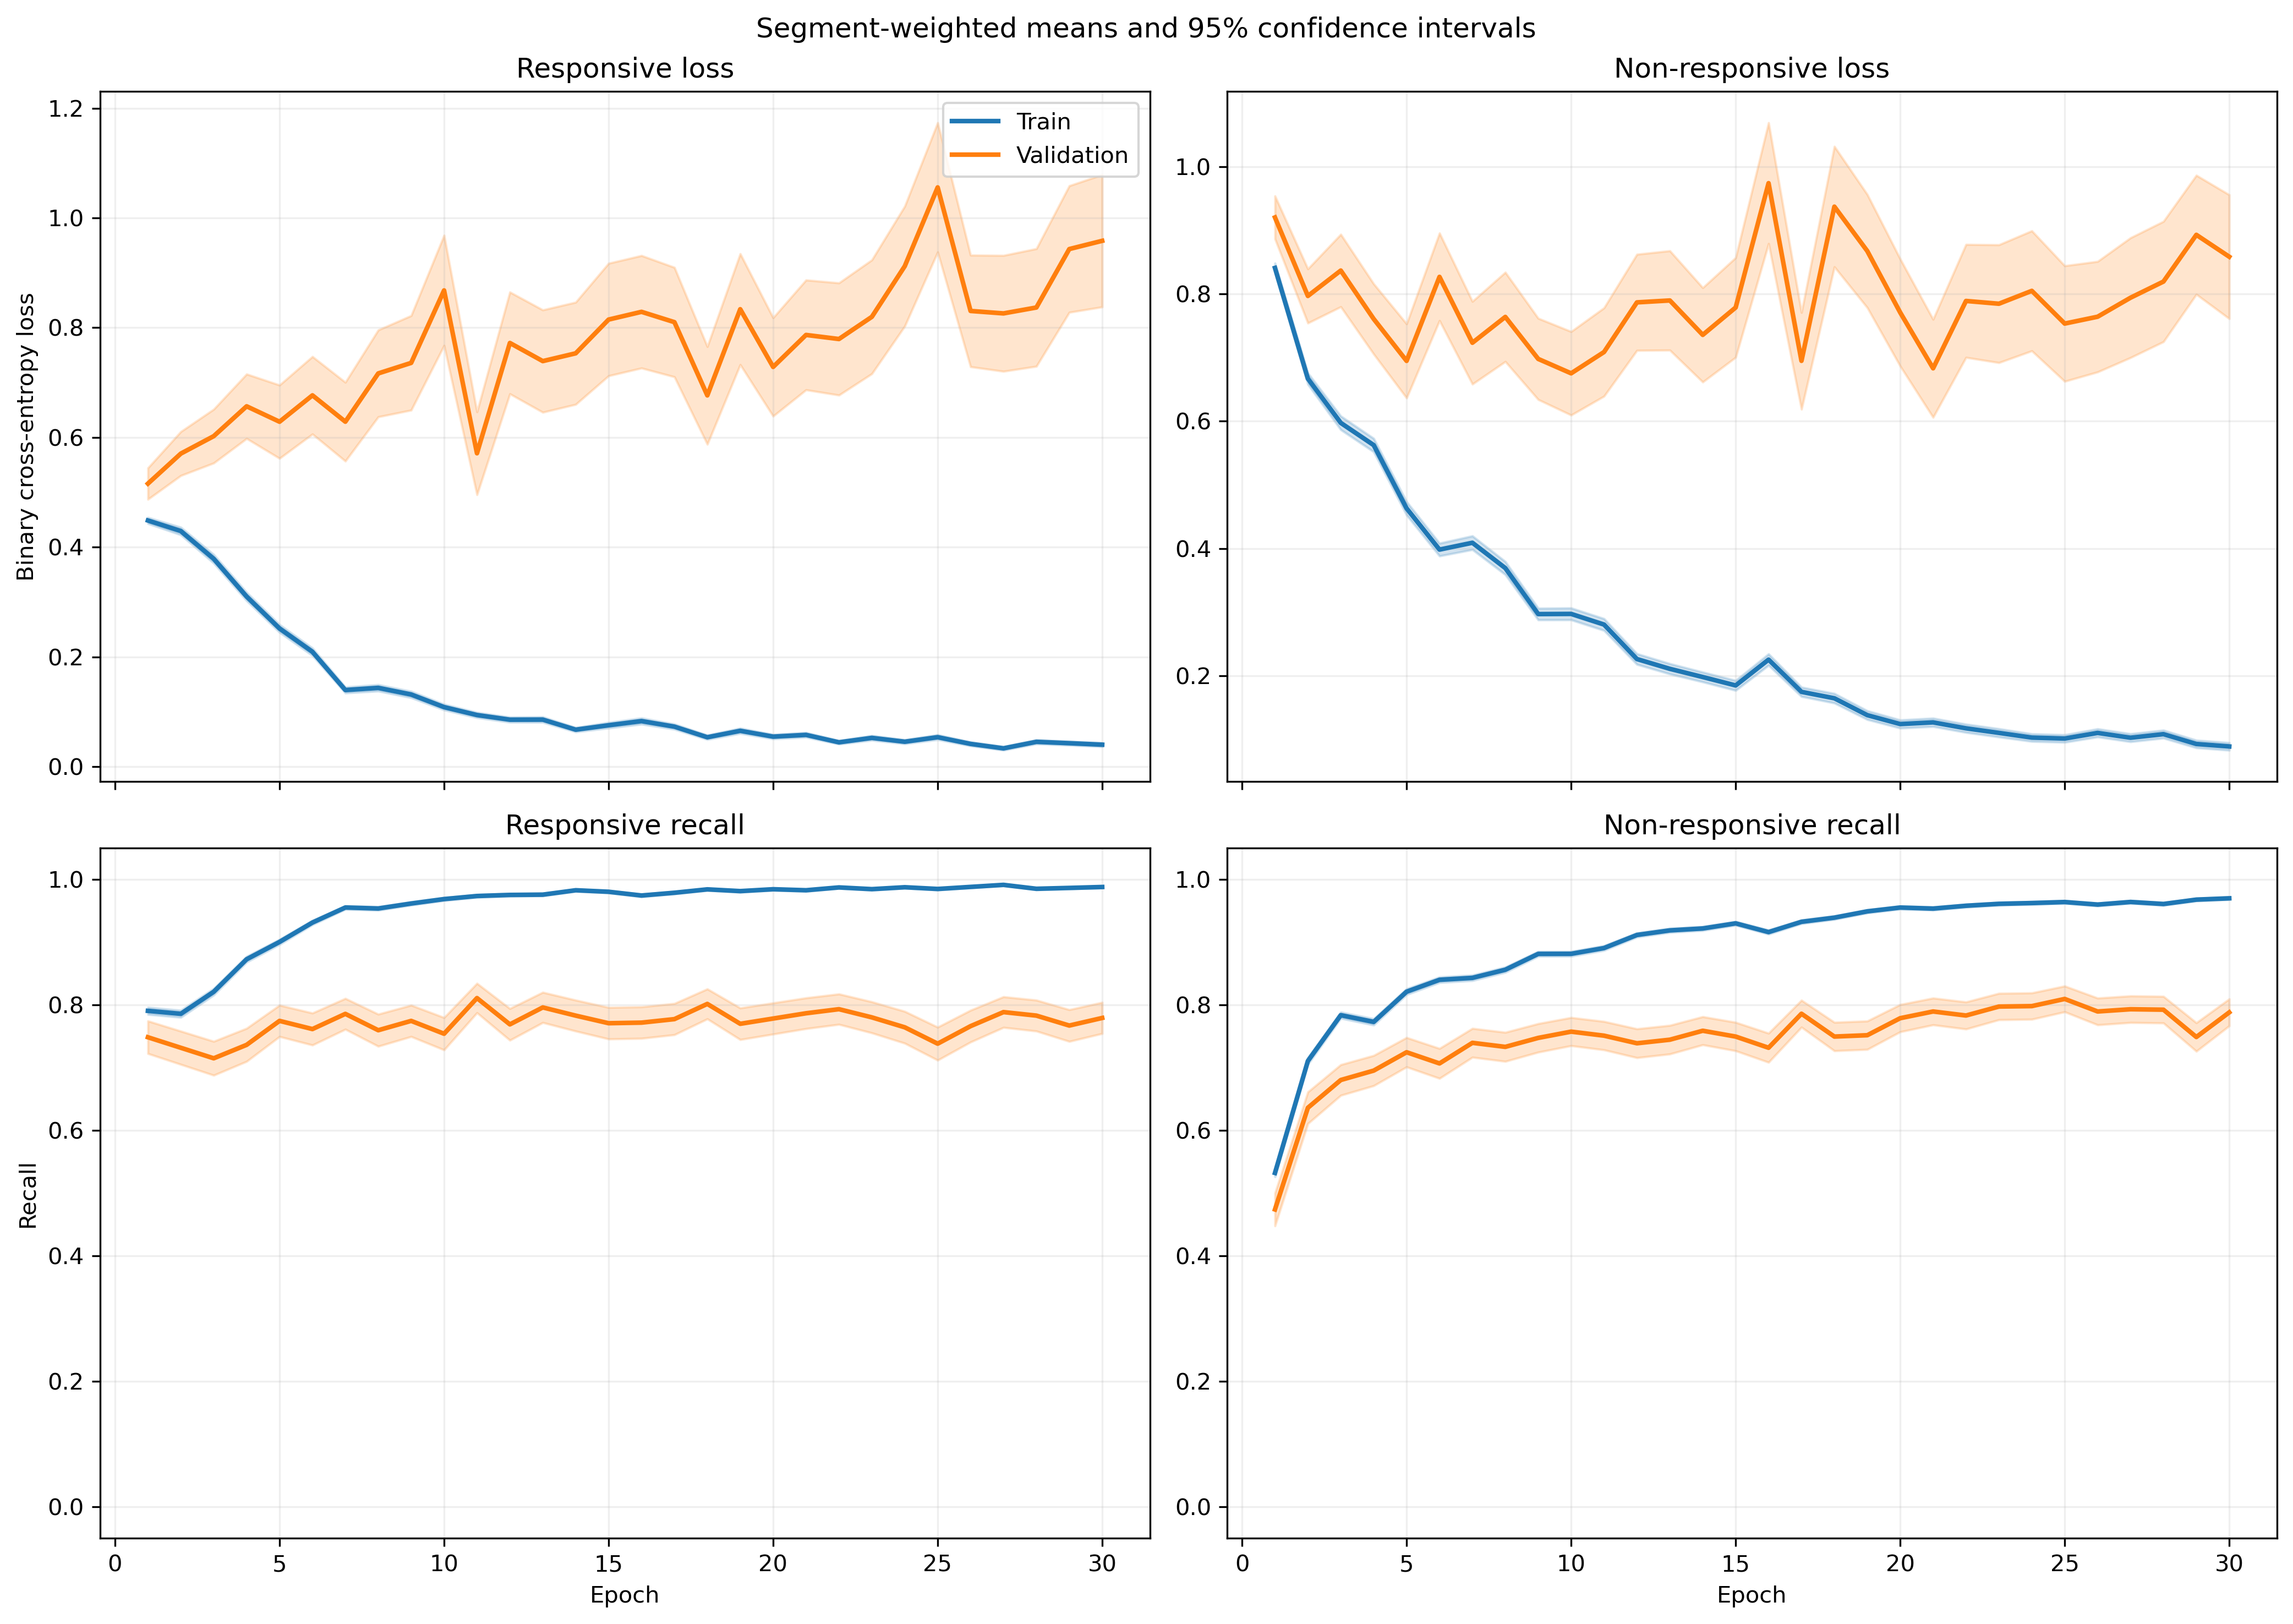 Segment-weighted means and 95% confidence intervals
Responsive loss
Non-responsive loss
Train
Validation
Binary cross-entropy loss
1.2
1.0
0.8
0.6
0.4
0.2
0.0
1.0
0.8
0.6
0.4
0.2
Responsive recall
Non-responsive recall
Recall
1.0
0.8
0.6
0.4
0.2
0.0
0 5 10 15 20 25 30
Epoch
1.0
0.8
0.6
0.4
0.2
0.0
0 5 10 15 20 25 30
Epoch